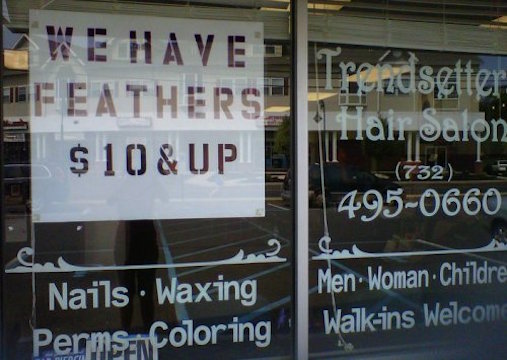 WE HAVE
FEATHERS
$10 & UP
Nails · Waxing
Perms · Coloring
OPEN
Trendsetter
Hair Salon
(732)
495-0660
Men · Woman · Childre
Walk-ins Welcome